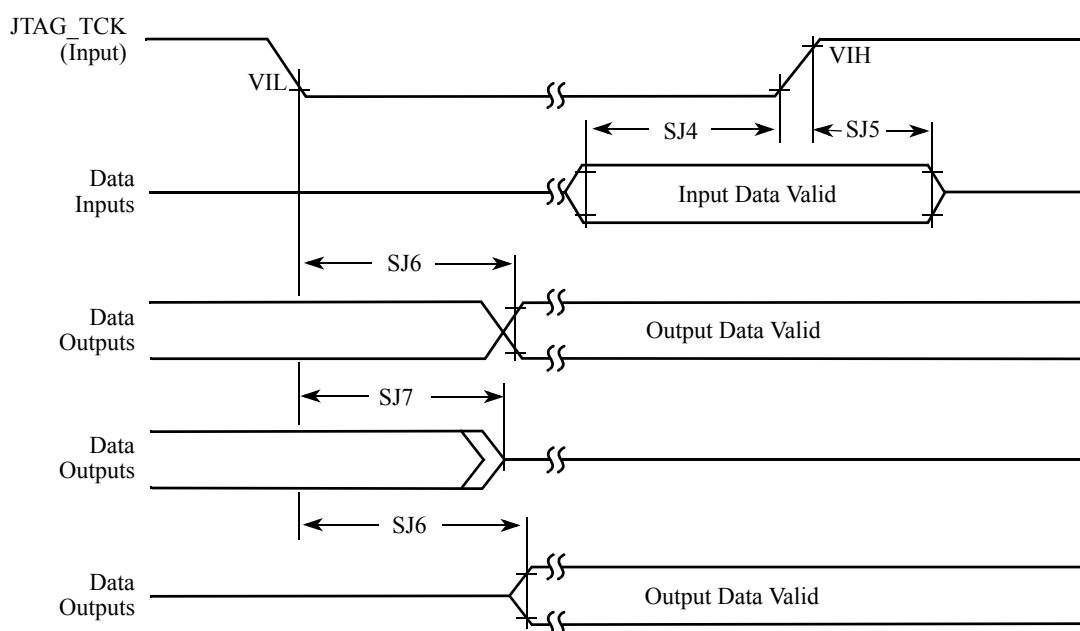 JTAG_TCK
(Input)
VIL
VIH
SJ4
SJ5
Data
Inputs
Input Data Valid
SJ6
Data
Outputs
Output Data Valid
SJ7
Data
Outputs
SJ6
Data
Outputs
Output Data Valid